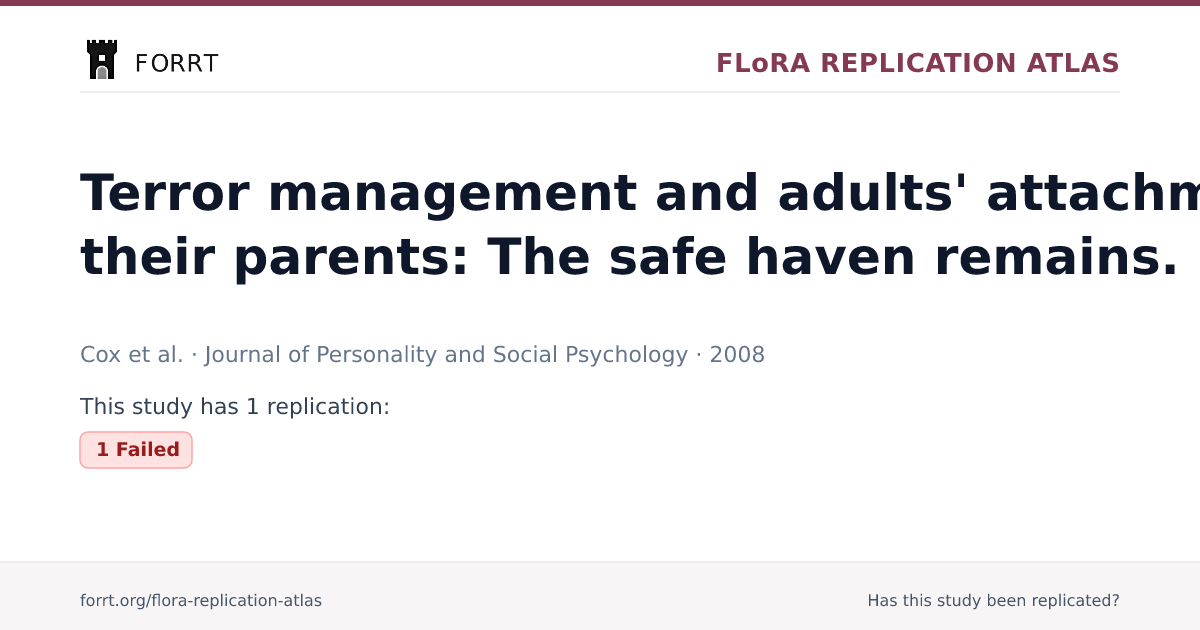 FORRT
FLoRA REPLICATION ATLAS
Terror management and adults' attachm
their parents: The safe haven remains.
Cox et al. · Journal of Personality and Social Psychology · 2008
This study has 1 replication:
1 Failed
forrt.org/flora-replication-atlas
Has this study been replicated?